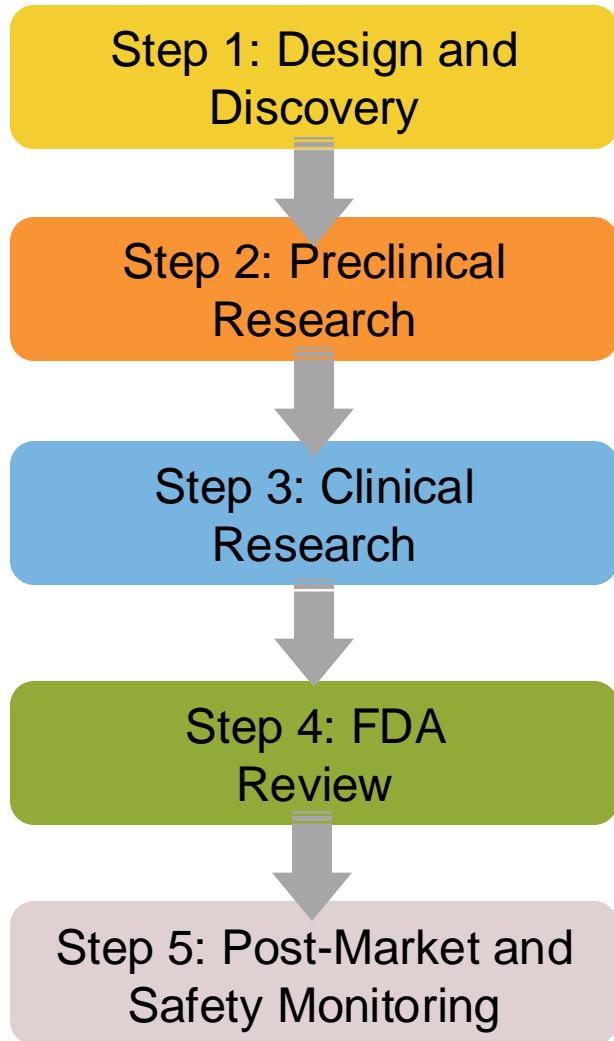 Step 1: Design and
Discovery
Step 2: Preclinical
Research
Step 3: Clinical
Research
Step 4: FDA
Review
Step 5: Post-Market and
Safety Monitoring